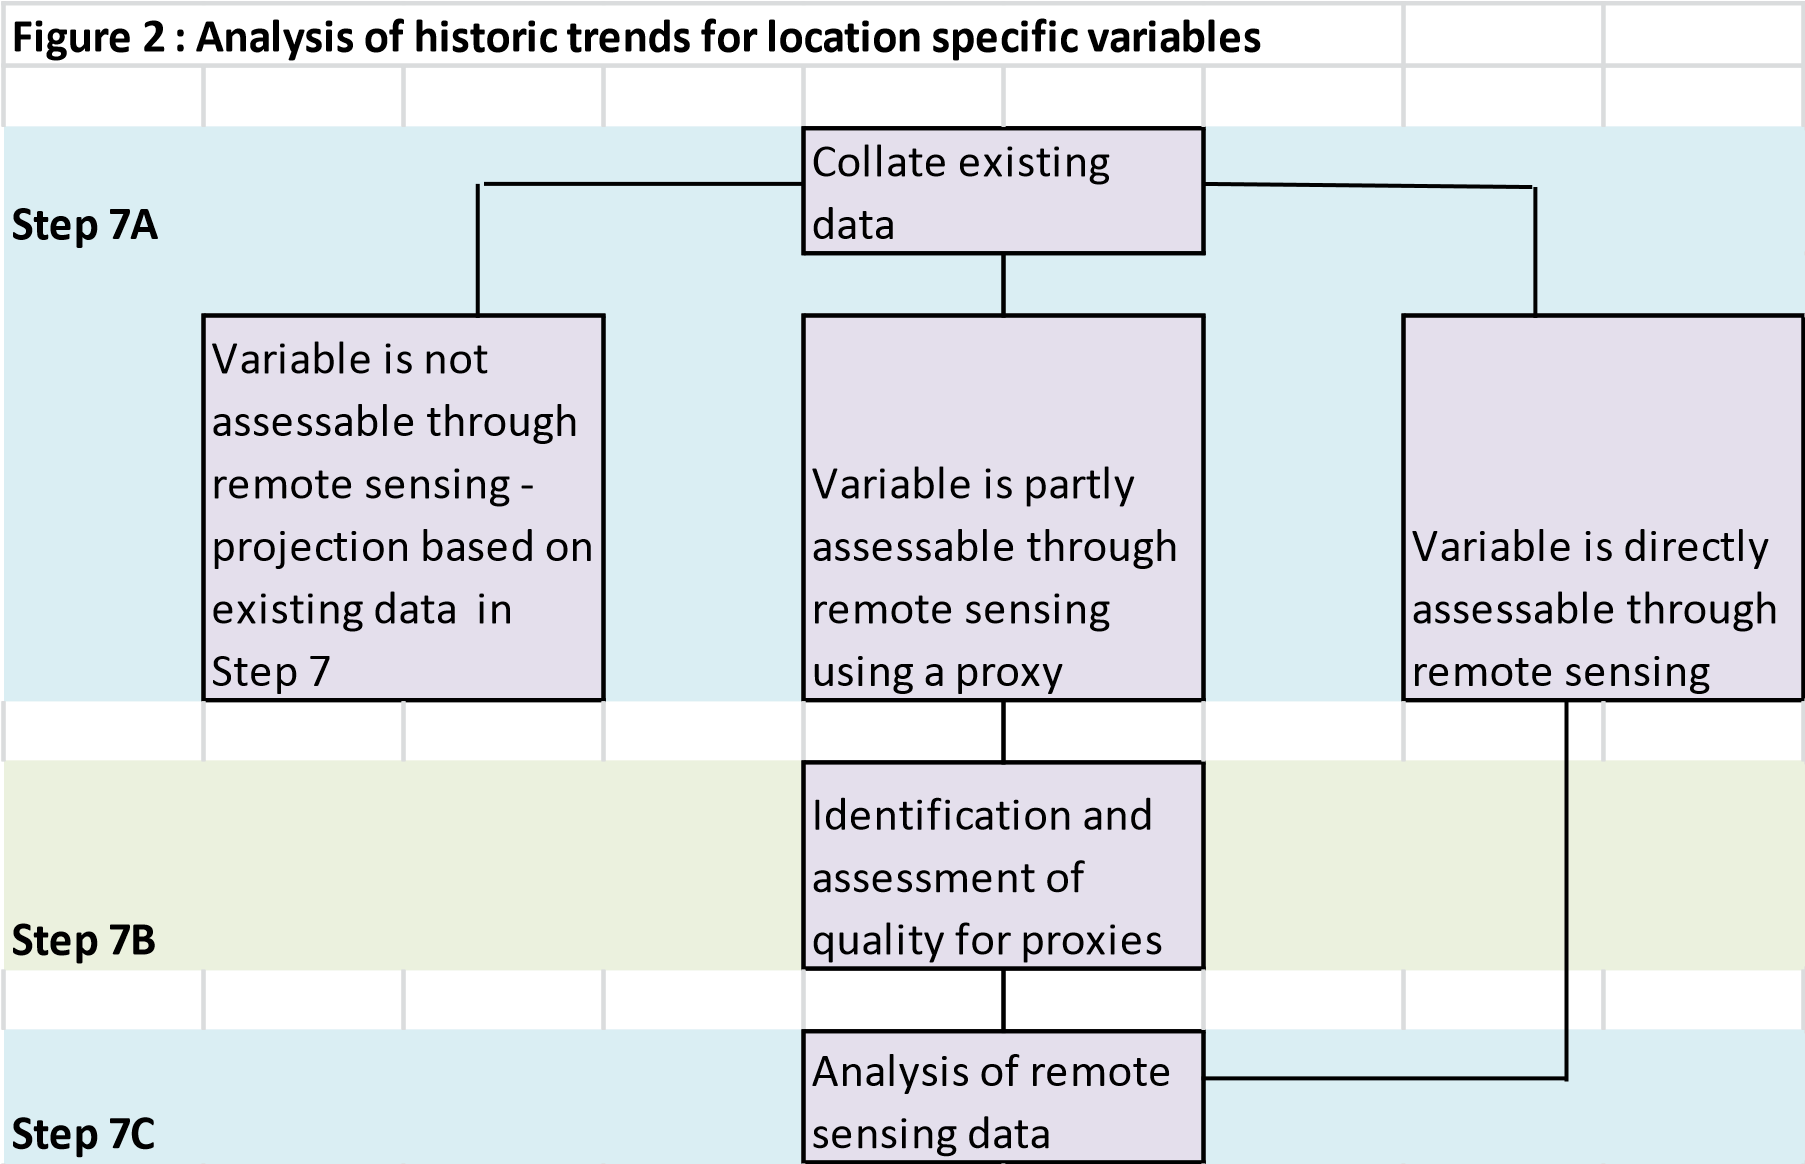 Figure 2 : Analysis of historic trends for location specific variables
Collate existing
data
Step 7A
Variable is not
assessable through
remote sensing -
projection based on
existing data  in
Step 7
Variable is partly
assessable through
remote sensing
using a proxy
Variable is directly
assessable through
remote sensing
Identification and
assessment of
quality for proxies
Step 7B
Analysis of remote
sensing data
Step 7C